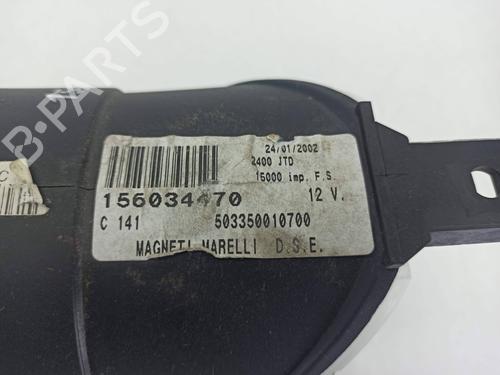 24/01/2002
2400 JTD
15000 imp. F.S.
156034470 12 V.
C 141 503350010700
MAGNETI MARELLI D.S.E.
C
B-PARTS